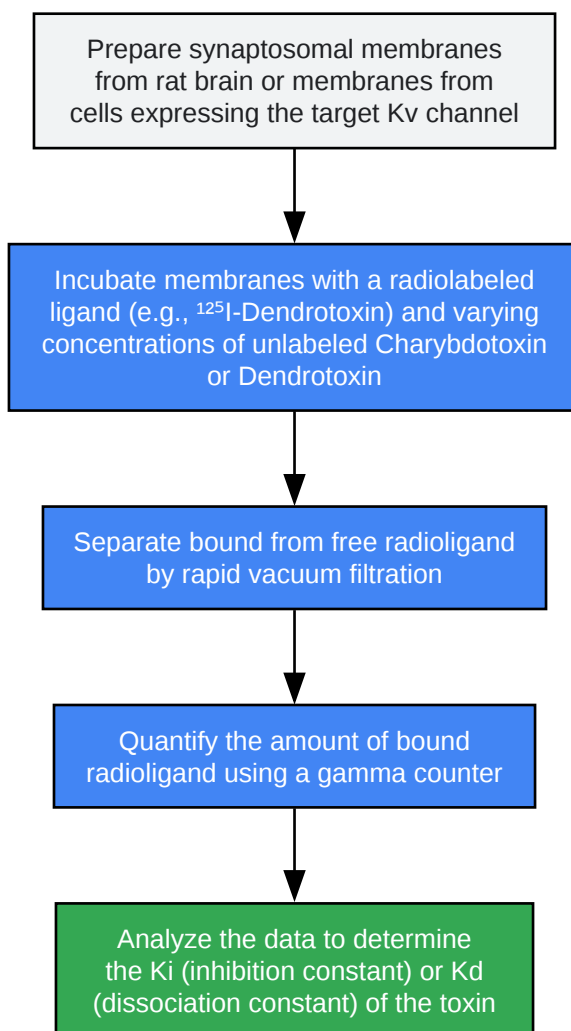 Prepare synaptosomal membranes
from rat brain or membranes from
cells expressing the target Kv channel
Incubate membranes with a radiolabeled
ligand (e.g., ¹²⁵I-Dendrotoxin) and varying
concentrations of unlabeled Charybdotoxin
or Dendrotoxin
Separate bound from free radioligand
by rapid vacuum filtration
Quantify the amount of bound
radioligand using a gamma counter
Analyze the data to determine
the Ki (inhibition constant) or Kd
(dissociation constant) of the toxin